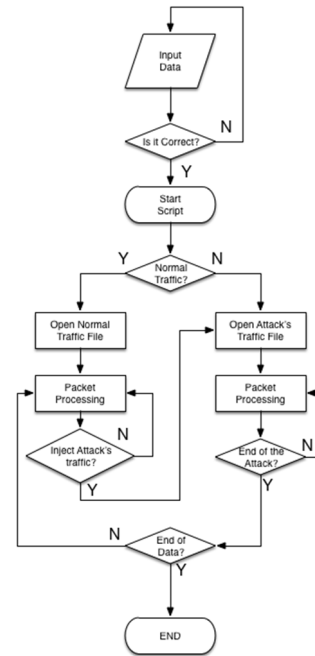 Input
Data
N
Is it Correct?
Y
Start
Script
Y
N
Normal
Traffic?
Open Normal
Traffic File
Open Attack's
Traffic File
Packet
Processing
Packet
Processing
N
Inject Attack's
traffic?
End of the
Attack?
N
Y
Y
N
End of
Data?
Y
END